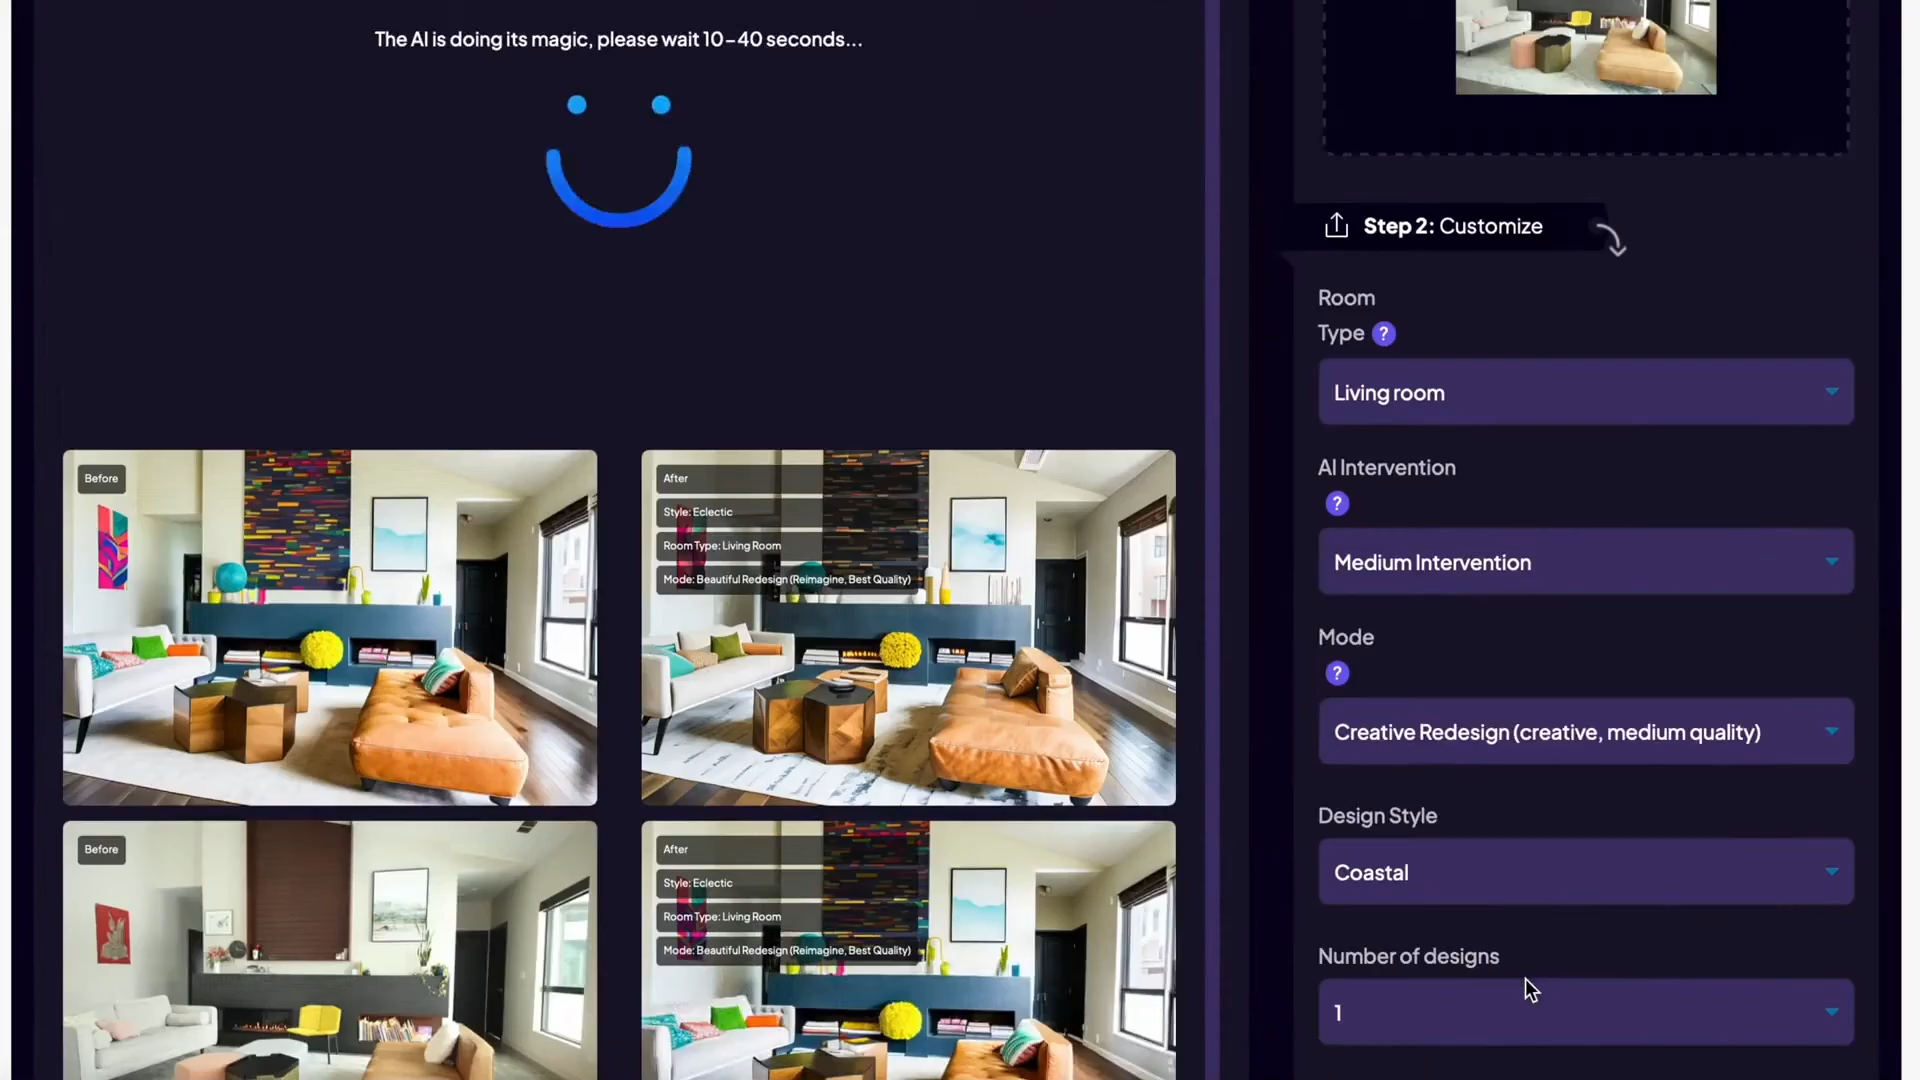 The AI is doing its magic, please wait 10–40 seconds...
Before
After
Style: Eclectic
Room Type: Living Room
Mode: Beautiful Redesign (Reimagine, Best Quality)
Before
After
Style: Eclectic
Room Type: Living Room
Mode: Beautiful Redesign (Reimagine, Best Quality)
Step 2: Customize
Room
Type ?
Living room
AI Intervention
?
Medium Intervention
Mode
?
Creative Redesign (creative, medium quality)
Design Style
Coastal
Number of designs
1